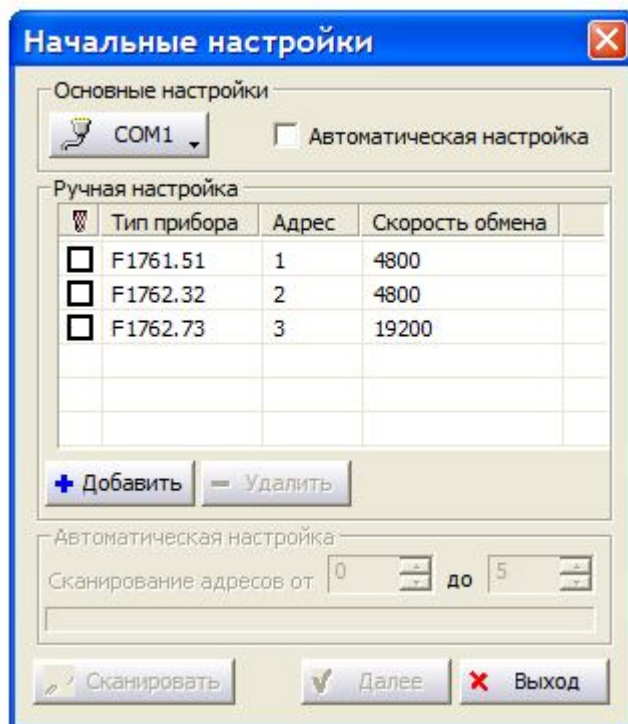 Начальные настройки
Основные настройки
COM1
Автоматическая настройка
Ручная настройка
Тип прибора Адрес Скорость обмена
F1761.51 1 4800
F1762.32 2 4800
F1762.73 3 19200
Добавить Удалить
Автоматическая настройка
Сканирование адресов от 0 до 5
Сканировать Далее Выход